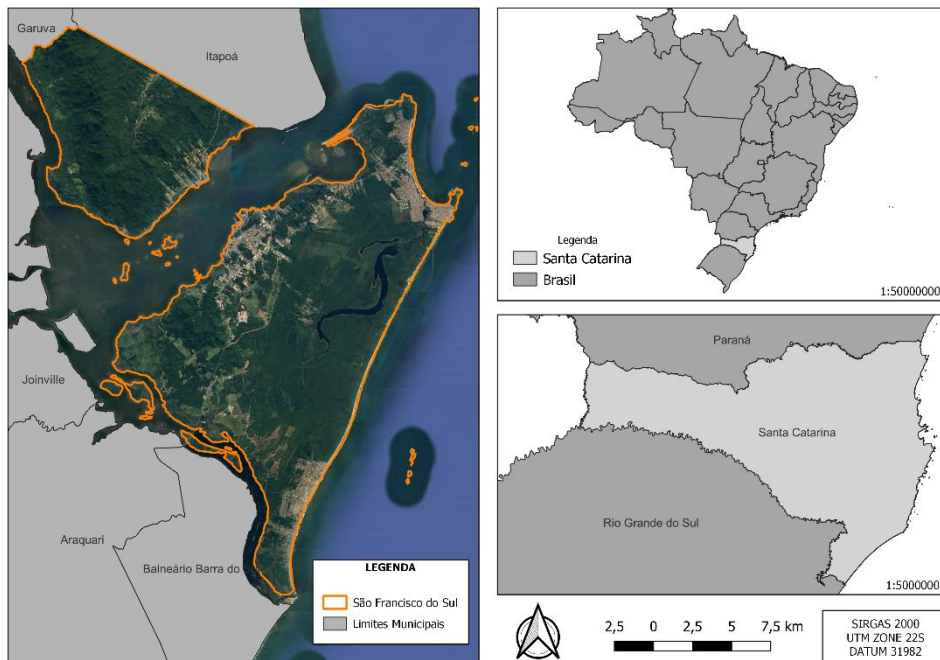 Garuva
Itapoá
Joinville
Araquari
Balneário Barra do S
LEGENDA
São Francisco do Sul
Limites Municipais
Legenda
Santa Catarina
Brasil
1:50000000
Paraná
Santa Catarina
Rio Grande do Sul
1:5000000
2,5 0 2,5 5 7,5 km
SIRGAS 2000
UTM ZONE 22S
DATUM 31982